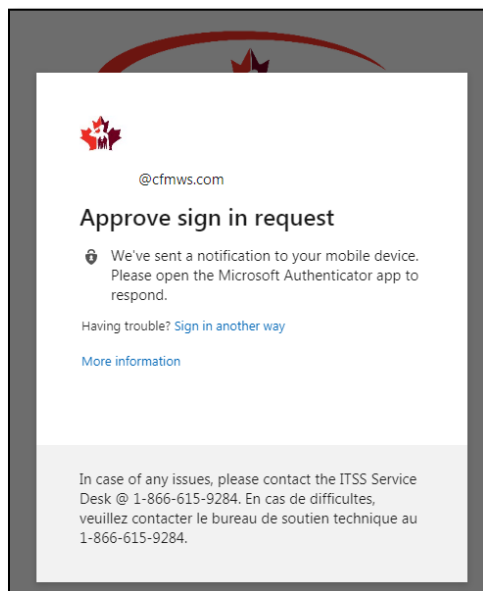 @cfmws.com
Approve sign in request
We've sent a notification to your mobile device.
Please open the Microsoft Authenticator app to
respond.
Having trouble? Sign in another way
More information
In case of any issues, please contact the ITSS Service
Desk @ 1-866-615-9284. En cas de difficultes,
veuillez contacter le bureau de soutien technique au
1-866-615-9284.